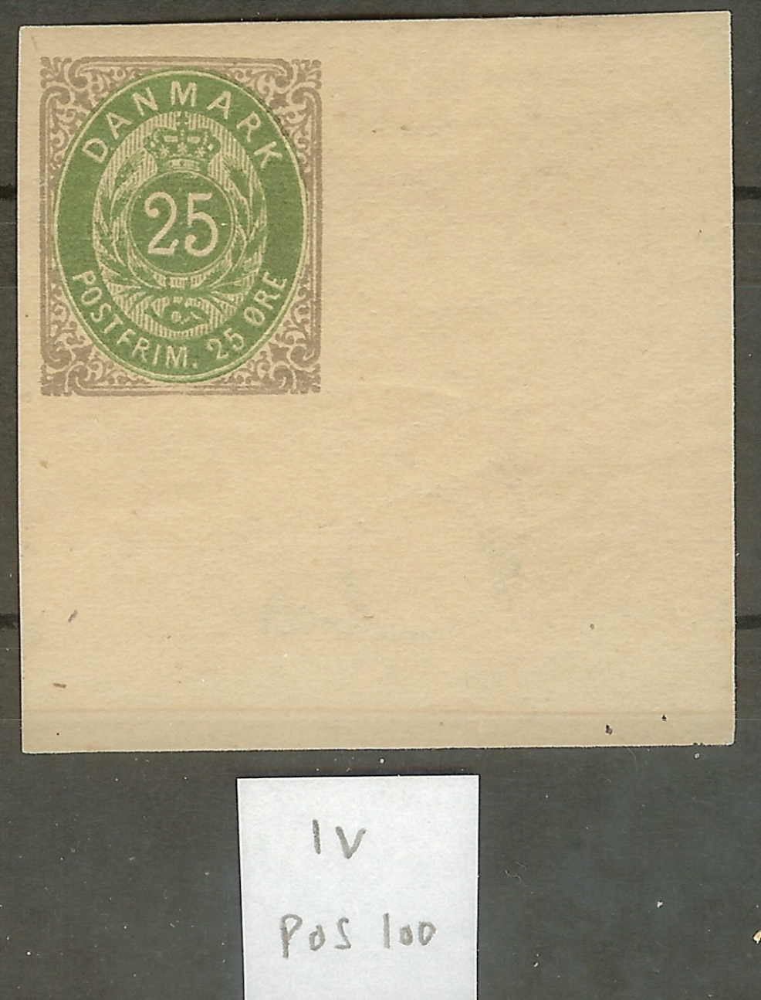 DANMARK
25
POSTFRIM. 25 ØRE
IV
POS 100